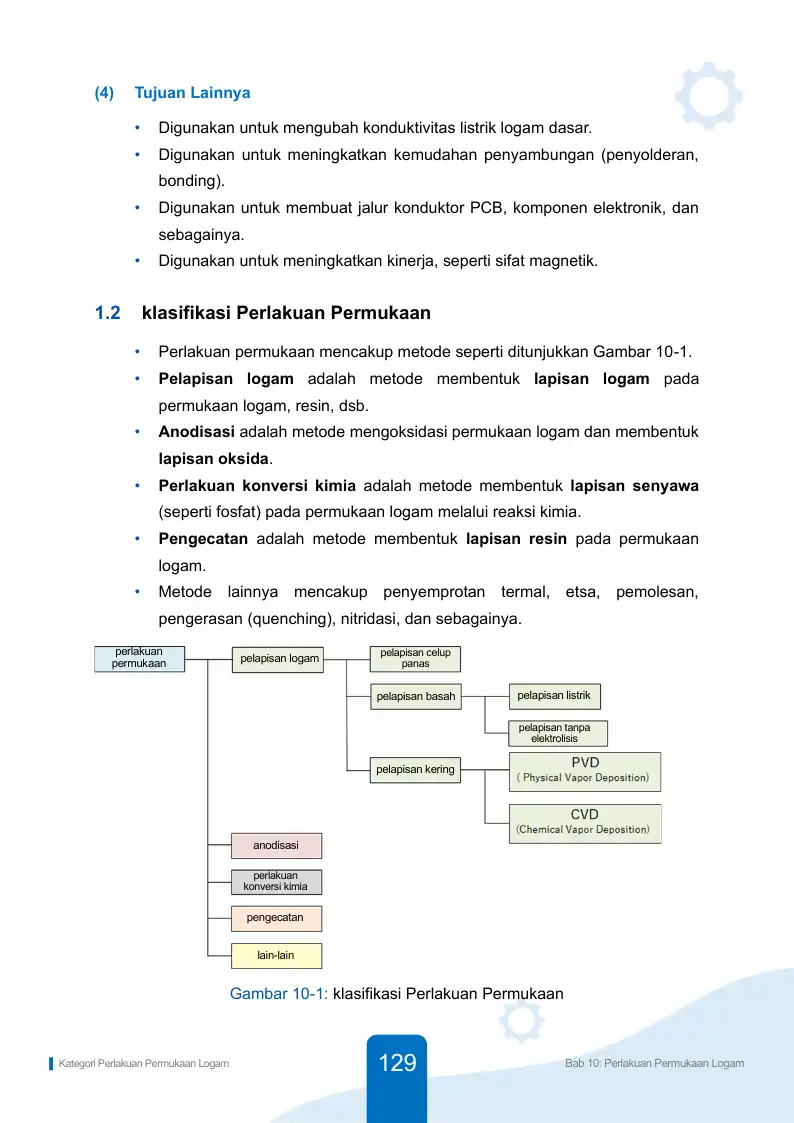 (4) Tujuan Lainnya
• Digunakan untuk mengubah konduktivitas listrik logam dasar.
• Digunakan untuk meningkatkan kemudahan penyambungan (penyolderan,
bonding).
• Digunakan untuk membuat jalur konduktor PCB, komponen elektronik, dan
sebagainya.
• Digunakan untuk meningkatkan kinerja, seperti sifat magnetik.
1.2 klasifikasi Perlakuan Permukaan
• Perlakuan permukaan mencakup metode seperti ditunjukkan Gambar 10-1.
• Pelapisan logam adalah metode membentuk lapisan logam pada
permukaan logam, resin, dsb.
• Anodisasi adalah metode mengoksidasi permukaan logam dan membentuk
lapisan oksida.
• Perlakuan konversi kimia adalah metode membentuk lapisan senyawa
(seperti fosfat) pada permukaan logam melalui reaksi kimia.
• Pengecatan adalah metode membentuk lapisan resin pada permukaan
logam.
• Metode lainnya mencakup penyemprotan termal, etsa, pemolesan,
pengerasan (quenching), nitridasi, dan sebagainya.
perlakuan
permukaan
pelapisan logam
pelapisan celup
panas
pelapisan basah
pelapisan listrik
pelapisan tanpa
elektrolisis
pelapisan kering
PVD
( Physical Vapor Deposition)
CVD
(Chemical Vapor Deposition)
anodisasi
perlakuan
konversi kimia
pengecatan
lain-lain
Gambar 10-1: klasifikasi Perlakuan Permukaan
Kategori Perlakuan Permukaan Logam
129
Bab 10: Perlakuan Permukaan Logam